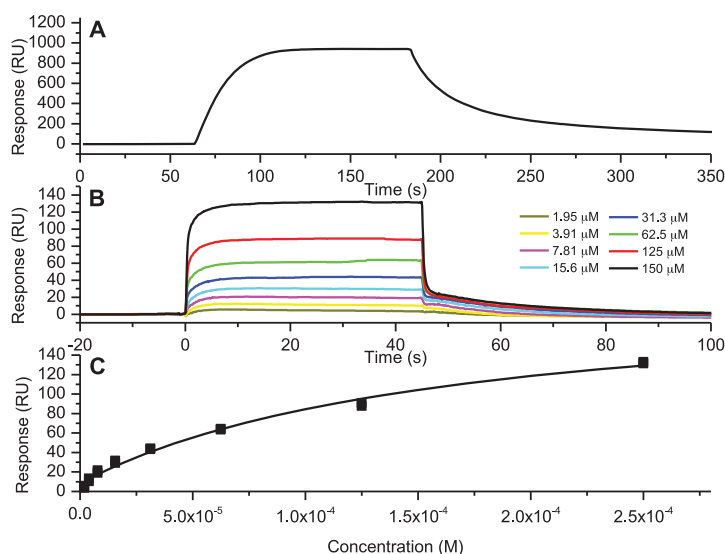 A
Response (RU)
1200
1000
800
600
400
200
0
0 50 100 150 200 250 300 350
Time (s)
B
Response (RU)
140
120
100
80
60
40
20
0
1.95 μM 31.3 μM
3.91 μM 62.5 μM
7.81 μM 125 μM
15.6 μM 150 μM
-20 0 20 40 60 80 100
Time (s)
C
Response (RU)
140
120
100
80
60
40
20
0
0.0 5.0x10⁻⁵ 1.0x10⁻⁴ 1.5x10⁻⁴ 2.0x10⁻⁴ 2.5x10⁻⁴
Concentration (M)